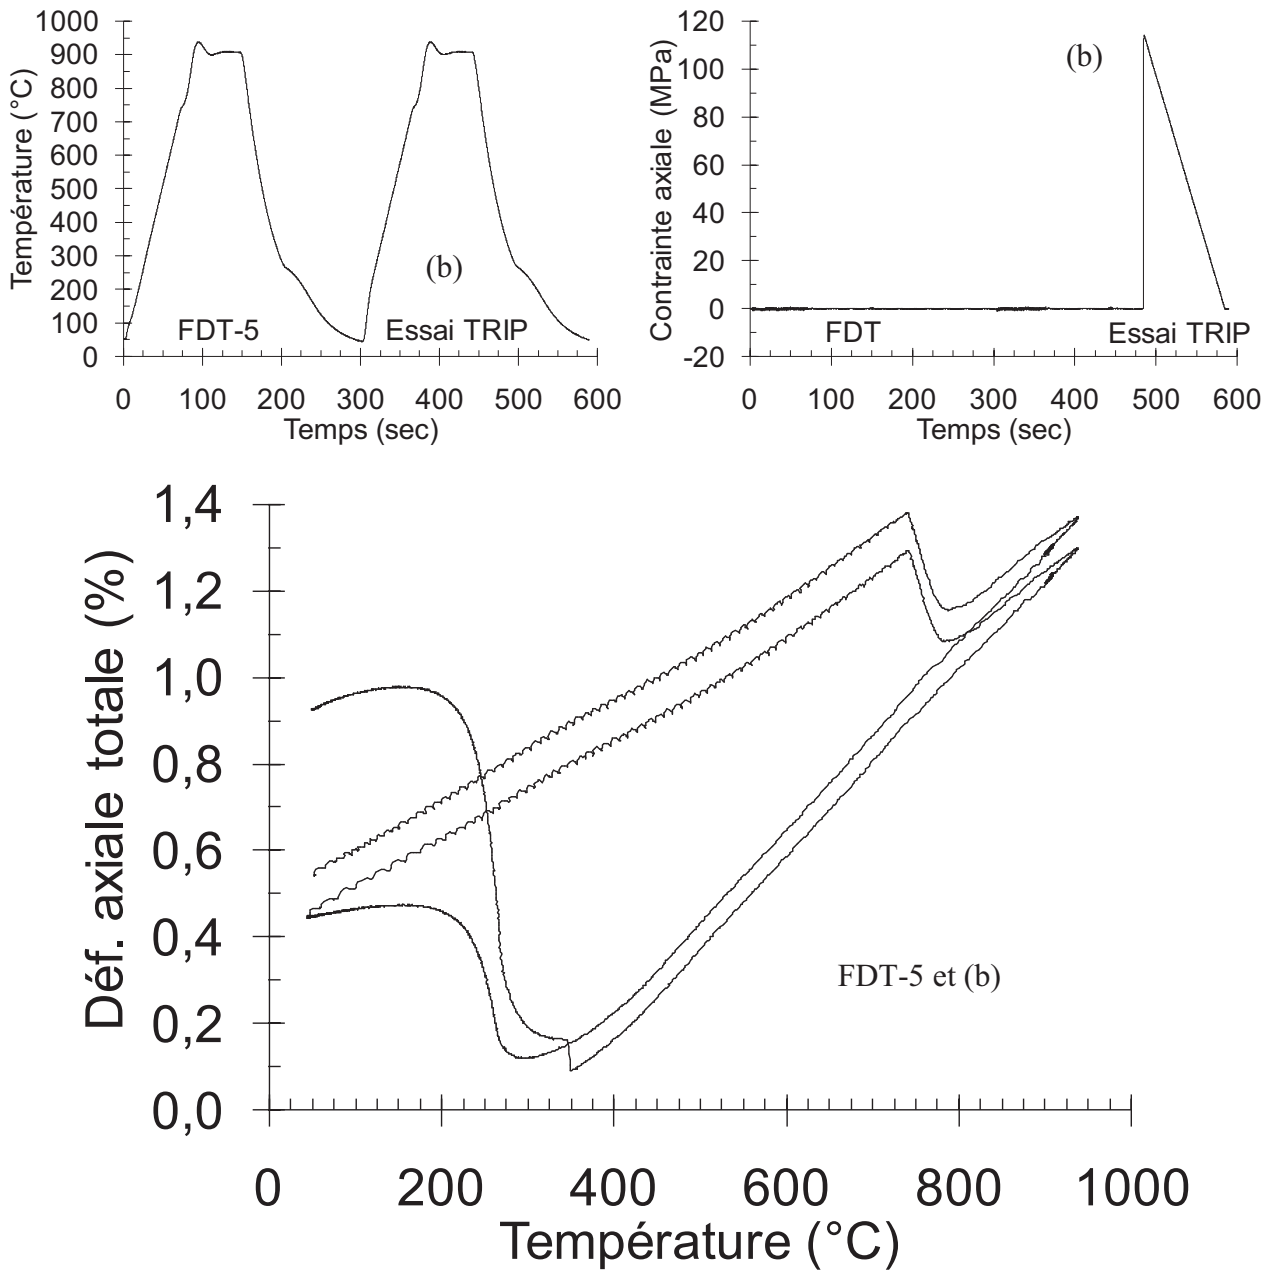 Température (°C)
1000
900
800
700
600
500
400
300
200
100
0
(b)
FDT-5
Essai TRIP
0 100 200 300 400 500 600
Temps (sec)
Contrainte axiale (MPa)
120
100
80
60
40
20
0
-20
(b)
FDT
Essai TRIP
0 100 200 300 400 500 600
Temps (sec)
Déf. axiale totale (%)
1,4
1,2
1,0
0,8
0,6
0,4
0,2
0,0
FDT-5 et (b)
0 200 400 600 800 1000
Température (°C)